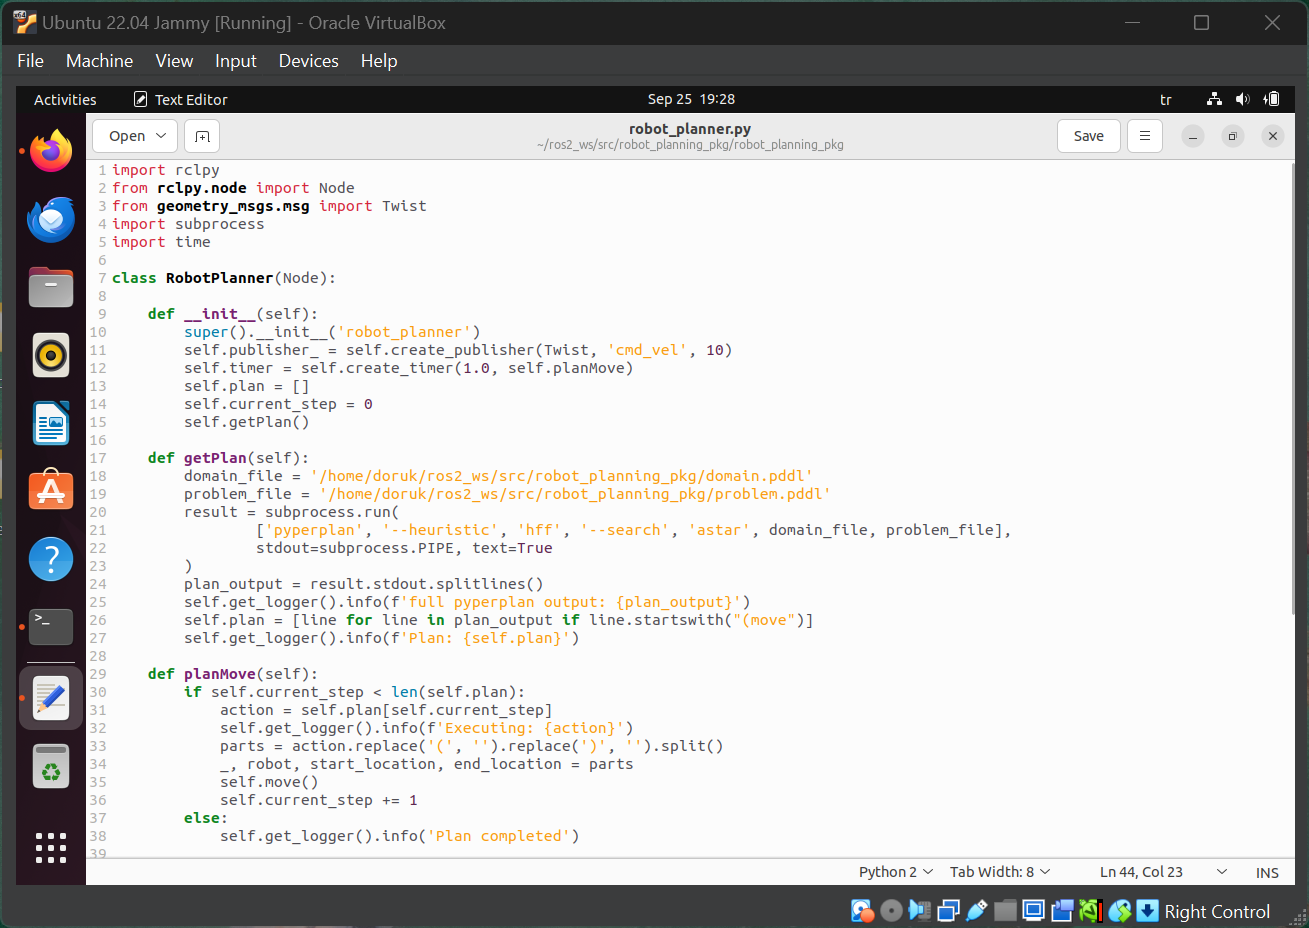 Ubuntu 22.04 Jammy [Running] - Oracle VirtualBox
File Machine View Input Devices Help
Activities Text Editor Sep 25 19:28 tr
Open robot_planner.py Save
~/ros2_ws/src/robot_planning_pkg/robot_planning_pkg
1 import rclpy
2 from rclpy.node import Node
3 from geometry_msgs.msg import Twist
4 import subprocess
5 import time
6
7 class RobotPlanner(Node):
8
9     def __init__(self):
10         super().__init__('robot_planner')
11         self.publisher_ = self.create_publisher(Twist, 'cmd_vel', 10)
12         self.timer = self.create_timer(1.0, self.planMove)
13         self.plan = []
14         self.current_step = 0
15         self.getPlan()
16
17     def getPlan(self):
18         domain_file = '/home/doruk/ros2_ws/src/robot_planning_pkg/domain.pddl'
19         problem_file = '/home/doruk/ros2_ws/src/robot_planning_pkg/problem.pddl'
20         result = subprocess.run(
21                 ['pyperplan', '--heuristic', 'hff', '--search', 'astar', domain_file, problem_file],
22                 stdout=subprocess.PIPE, text=True
23         )
24         plan_output = result.stdout.splitlines()
25         self.get_logger().info(f'full pyperplan output: {plan_output}')
26         self.plan = [line for line in plan_output if line.startswith("(move")]
27         self.get_logger().info(f'Plan: {self.plan}')
28
29     def planMove(self):
30         if self.current_step < len(self.plan):
31             action = self.plan[self.current_step]
32             self.get_logger().info(f'Executing: {action}')
33             parts = action.replace('(', '').replace(')', '').split()
34             _, robot, start_location, end_location = parts
35             self.move()
36             self.current_step += 1
37         else:
38             self.get_logger().info('Plan completed')
39
Python 2 Tab Width: 8 Ln 44, Col 23 INS
Right Control